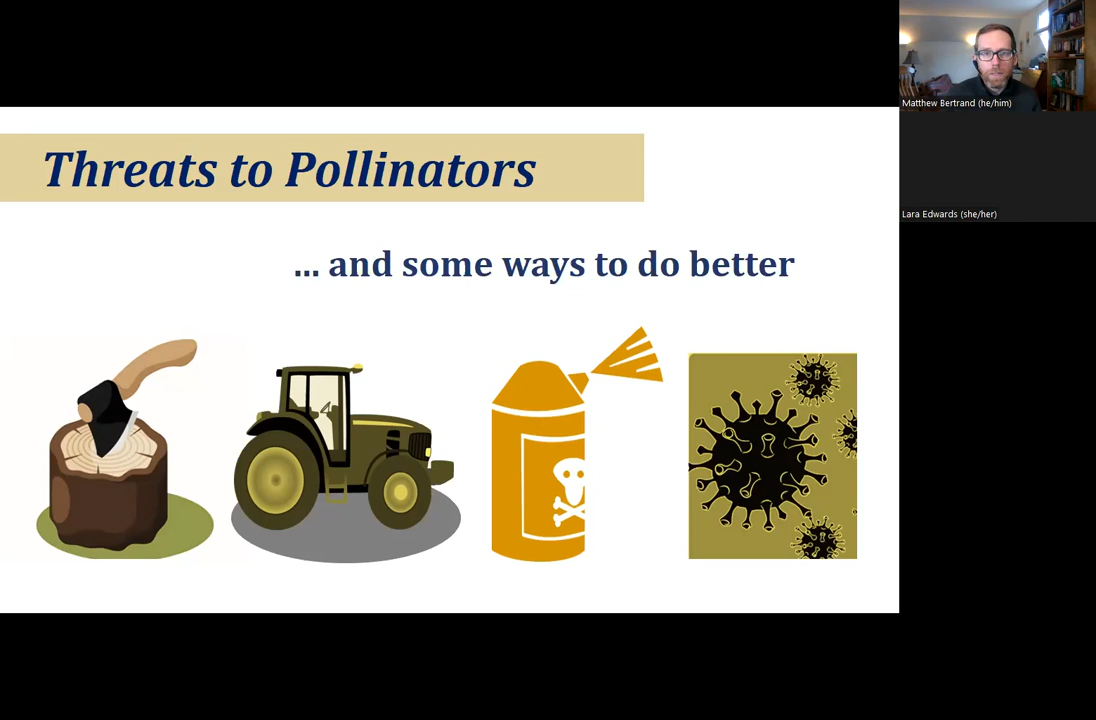 Threats to Pollinators
... and some ways to do better
Matthew Bertrand (he/him)
Lara Edwards (she/her)